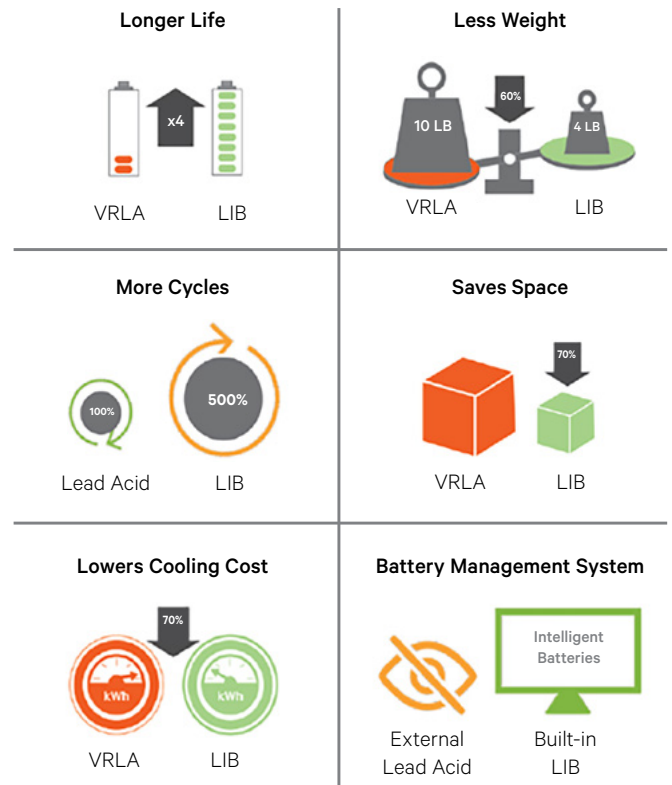 Longer Life
x4
VRLA
LIB
Less Weight
60%
10 LB
4 LB
VRLA
LIB
More Cycles
100%
500%
Lead Acid
LIB
Saves Space
70%
VRLA
LIB
Lowers Cooling Cost
70%
kWh
kWh
VRLA
LIB
Battery Management System
Intelligent
Batteries
External
Lead Acid
Built-in
LIB